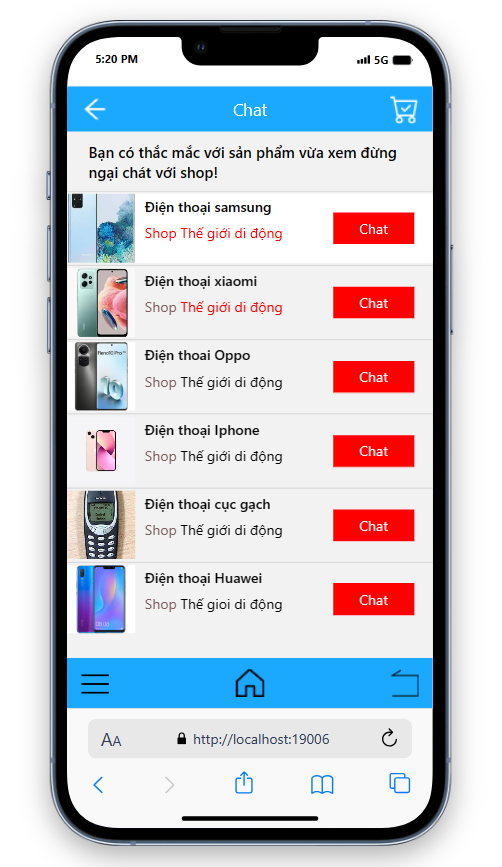 5:20 PM
5G
Chat
Bạn có thắc mắc với sản phẩm vừa xem đừng
ngại chát với shop!
Điện thoại samsung
Shop Thế giới di động
Chat
Điện thoại xiaomi
Shop Thế giới di động
Chat
Reno10 Pro
10
Điện thoai Oppo
Shop Thế giới di động
Chat
Điện thoại Iphone
Shop Thế giới di động
Chat
Điện thoại cục gạch
Shop Thế giới di động
Chat
Điện thoại Huawei
Shop Thế gioi di động
Chat
AA
http://localhost:19006